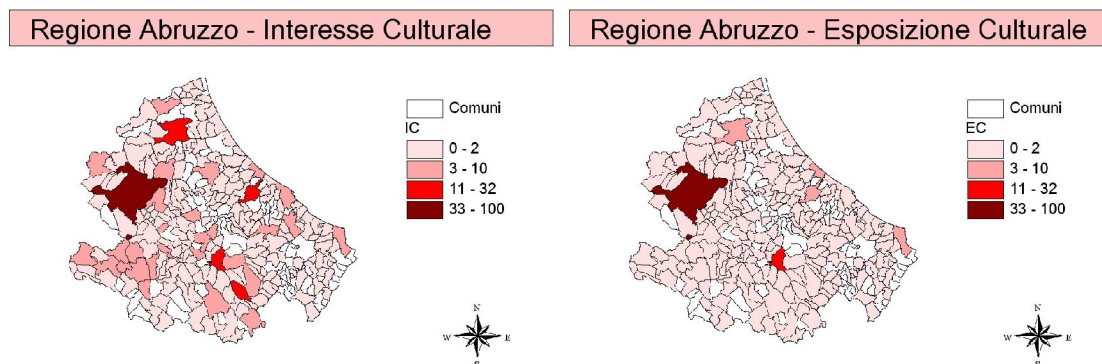 Regione Abruzzo - Interesse Culturale
Comuni
IC
0 - 2
3 - 10
11 - 32
33 - 100
N
W
E
S
Regione Abruzzo - Esposizione Culturale
Comuni
EC
0 - 2
3 - 10
11 - 32
33 - 100
N
W
E
S